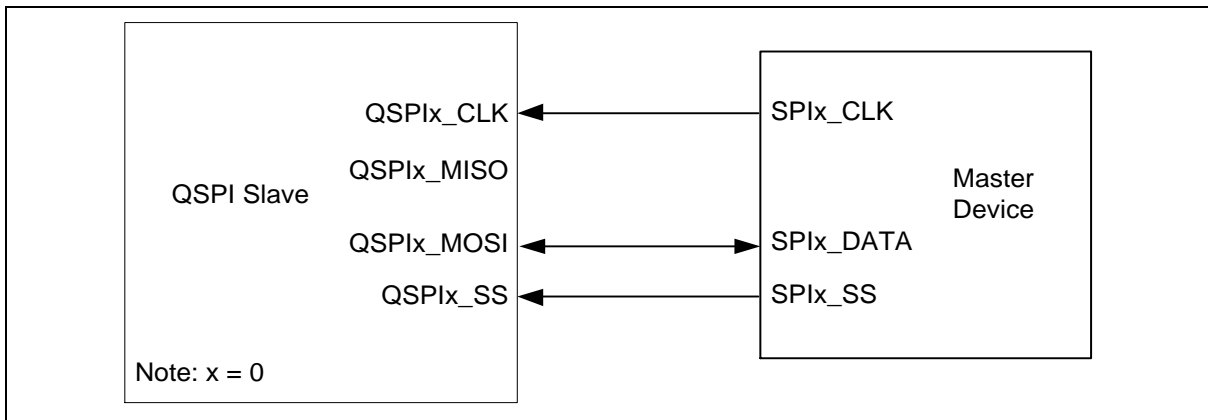 QSPIx_CLK
SPIx_CLK
QSPIx_MISO
QSPI Slave
Master
Device
QSPIx_MOSI
SPIx_DATA
QSPIx_SS
SPIx_SS
Note: x = 0